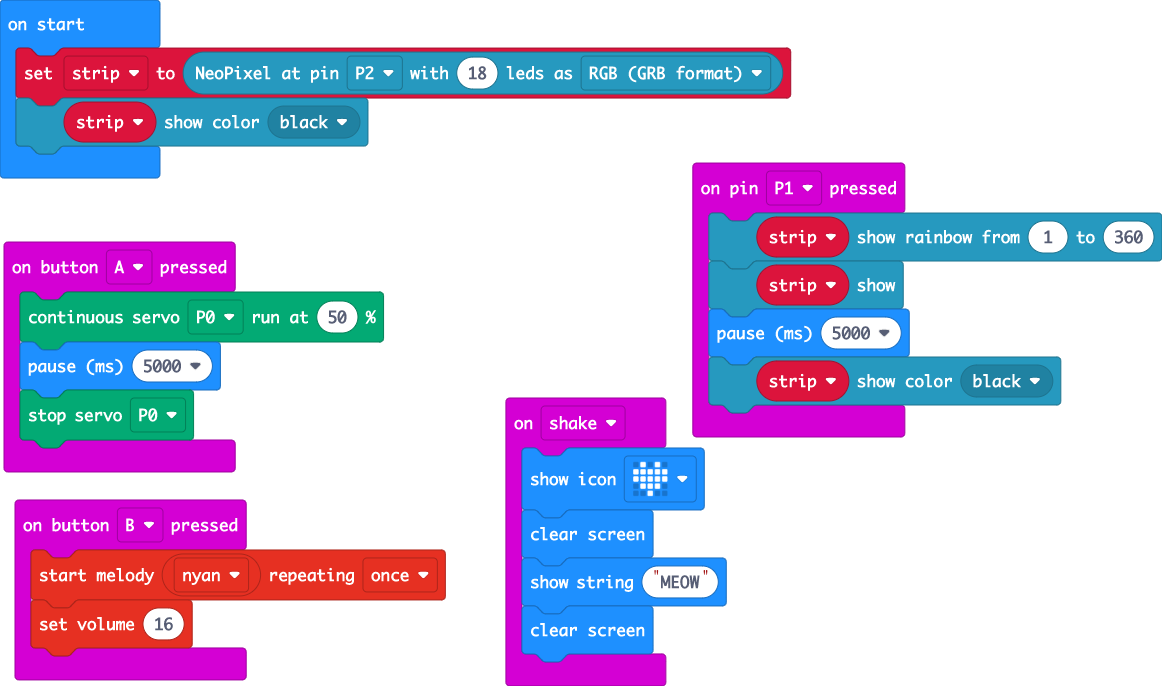 on start
set strip to NeoPixel at pin P2 with 18 leds as RGB (GRB format)
strip show color black
on pin P1 pressed
strip show rainbow from 1 to 360
strip show
pause (ms) 5000
strip show color black
on button A pressed
continuous servo P0 run at 50 %
pause (ms) 5000
stop servo P0
on shake
show icon
clear screen
show string "MEOW"
clear screen
on button B pressed
start melody nyan repeating once
set volume 16